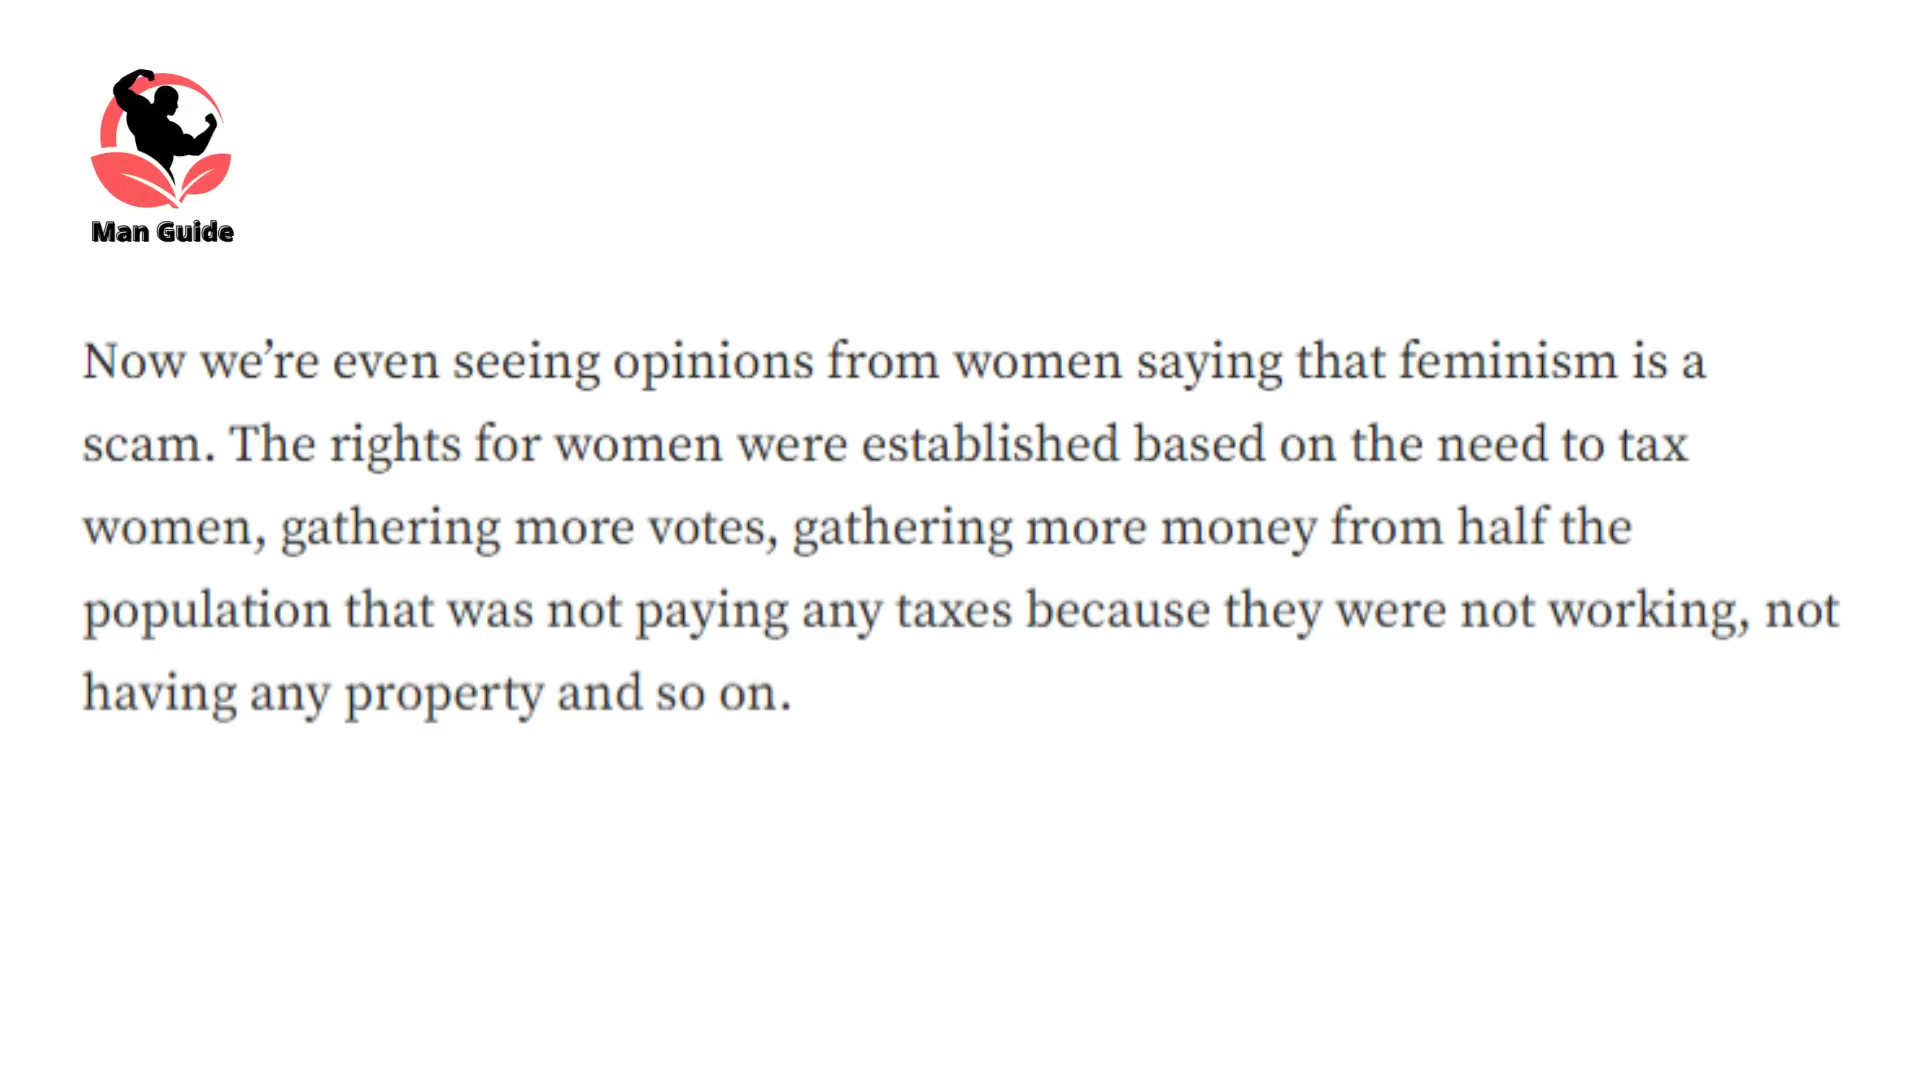 Man Guide
Now we’re even seeing opinions from women saying that feminism is a
scam. The rights for women were established based on the need to tax
women, gathering more votes, gathering more money from half the
population that was not paying any taxes because they were not working, not
having any property and so on.